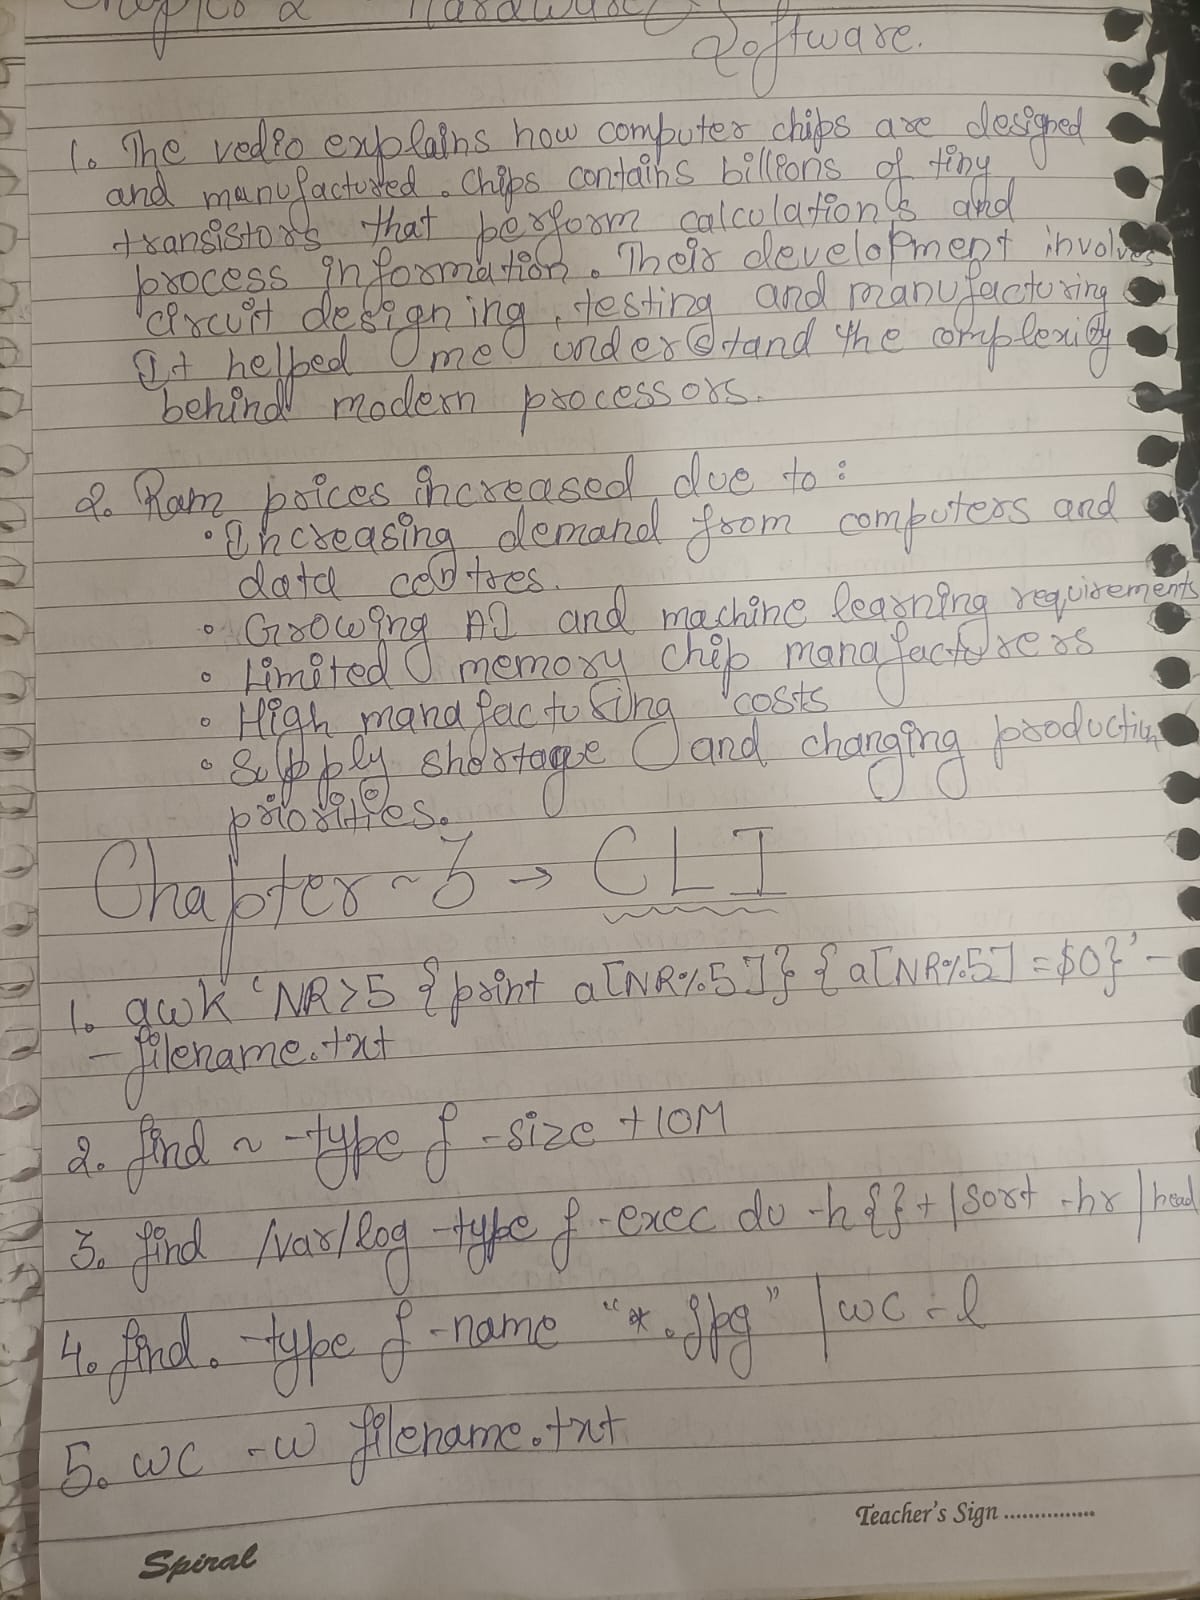 Chapter 2 Hardware
Software.
1. The vedio explains how computer chips are designed
and manufactured. Chips contains billions of tiny
transistors that perform calculations and
process information. Their development involves
circuit designing, testing and manufacturing
It helped me understand the complexity
behind modern processors.
2. Ram prices increased due to:
• Increasing demand from computers and
data centres.
• Growing AI and machine learning requirements
• Limited memory chip manafacturers
• High manafacturing costs
• Supply shortage and changing production
priorities.
Chapter ~ 3 → CLI
1. awk 'NR>5 {print a[NR%5]} {a[NR%5] = $0}' -
- filename.txt
2. find ~ -type f -size +10M
3. find /var/log -type f -exec du -h {} + | sort -hr | head
4. find . -type f -name "*.jpg" | wc -l
5. wc -w filename.txt
Teacher's Sign ...............
Spiral